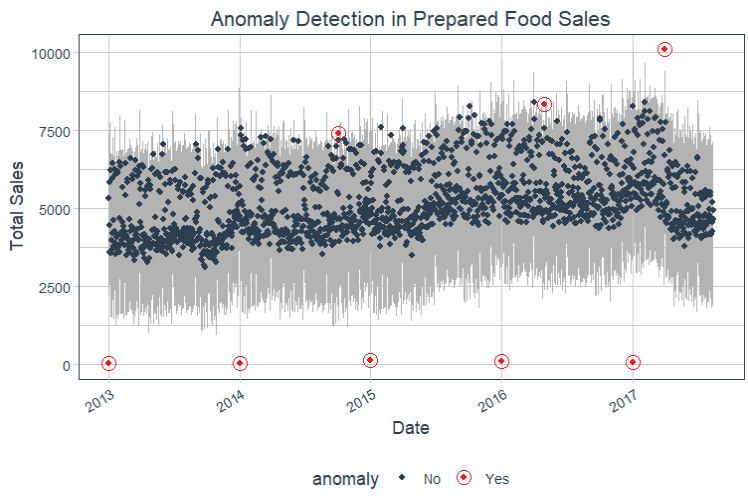 Anomaly Detection in Prepared Food Sales
Total Sales
10000
7500
5000
2500
0
2013
2014
2015
2016
2017
Date
anomaly No Yes